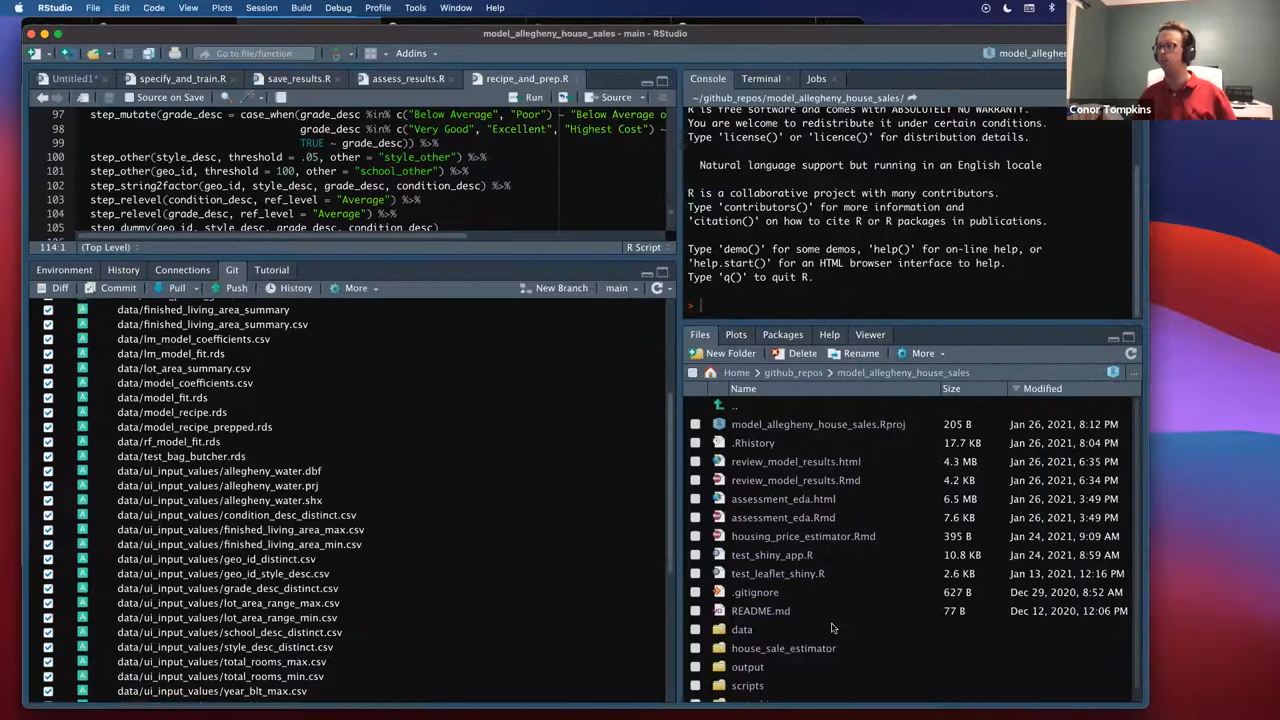 RStudio File Edit Code View Plots Session Build Debug Profile Tools Window Help
model_allegheny_house_sales - main - RStudio
Go to file/function Addins model_allegher
Untitled1* specify_and_train.R save_results.R assess_results.R recipe_and_prep.R
Source on Save Run Source
97 step_mutate(grade_desc = case_when(grade_desc %in% c("Below Average", "Poor") ~ "Below Average o
98 grade_desc %in% c("Very Good", "Excellent", "Highest Cost") ~
99 TRUE ~ grade_desc)) %>%
100 step_other(style_desc, threshold = .05, other = "style_other") %>%
101 step_other(geo_id, threshold = 100, other = "school_other") %>%
102 step_string2factor(geo_id, style_desc, grade_desc, condition_desc) %>%
103 step_relevel(condition_desc, ref_level = "Average") %>%
104 step_relevel(grade_desc, ref_level = "Average") %>%
105 step_dummy(geo_id, style_desc, grade_desc, condition_desc)
114:1 (Top Level) R Script
Environment History Connections Git Tutorial
Diff Commit Pull Push History More New Branch main
data/finished_living_area_summary
data/finished_living_area_summary.csv
data/lm_model_coefficients.csv
data/lm_model_fit.rds
data/lot_area_summary.csv
data/model_coefficients.csv
data/model_fit.rds
data/model_recipe.rds
data/model_recipe_prepped.rds
data/rf_model_fit.rds
data/test_bag_butcher.rds
data/ui_input_values/allegheny_water.dbf
data/ui_input_values/allegheny_water.prj
data/ui_input_values/allegheny_water.shx
data/ui_input_values/condition_desc_distinct.csv
data/ui_input_values/finished_living_area_max.csv
data/ui_input_values/finished_living_area_min.csv
data/ui_input_values/geo_id_distinct.csv
data/ui_input_values/geo_id_style_desc.csv
data/ui_input_values/grade_desc_distinct.csv
data/ui_input_values/lot_area_range_max.csv
data/ui_input_values/lot_area_range_min.csv
data/ui_input_values/school_desc_distinct.csv
data/ui_input_values/style_desc_distinct.csv
data/ui_input_values/total_rooms_max.csv
data/ui_input_values/total_rooms_min.csv
data/ui_input_values/year_blt_max.csv
Console Terminal Jobs
~/github_repos/model_allegheny_house_sales/
R is free software and comes with ABSOLUTELY NO WARRANTY.
You are welcome to redistribute it under certain conditions.
Type 'license()' or 'licence()' for distribution details.
Natural language support but running in an English locale
R is a collaborative project with many contributors.
Type 'contributors()' for more information and
'citation()' on how to cite R or R packages in publications.
Type 'demo()' for some demos, 'help()' for on-line help, or
'help.start()' for an HTML browser interface to help.
Type 'q()' to quit R.
>
Files Plots Packages Help Viewer
New Folder Delete Rename More
Home github_repos model_allegheny_house_sales ...
Name Size Modified
..
model_allegheny_house_sales.Rproj 205 B Jan 26, 2021, 8:12 PM
.Rhistory 17.7 KB Jan 26, 2021, 8:04 PM
review_model_results.html 4.3 MB Jan 26, 2021, 6:35 PM
review_model_results.Rmd 4.2 KB Jan 26, 2021, 6:34 PM
assessment_eda.html 6.5 MB Jan 26, 2021, 3:49 PM
assessment_eda.Rmd 7.6 KB Jan 26, 2021, 3:49 PM
housing_price_estimator.Rmd 395 B Jan 24, 2021, 9:09 AM
test_shiny_app.R 10.8 KB Jan 24, 2021, 8:59 AM
test_leaflet_shiny.R 2.6 KB Jan 13, 2021, 12:16 PM
.gitignore 627 B Dec 29, 2020, 8:52 AM
README.md 77 B Dec 12, 2020, 12:06 PM
data
house_sale_estimator
output
scripts
Conor Tompkins